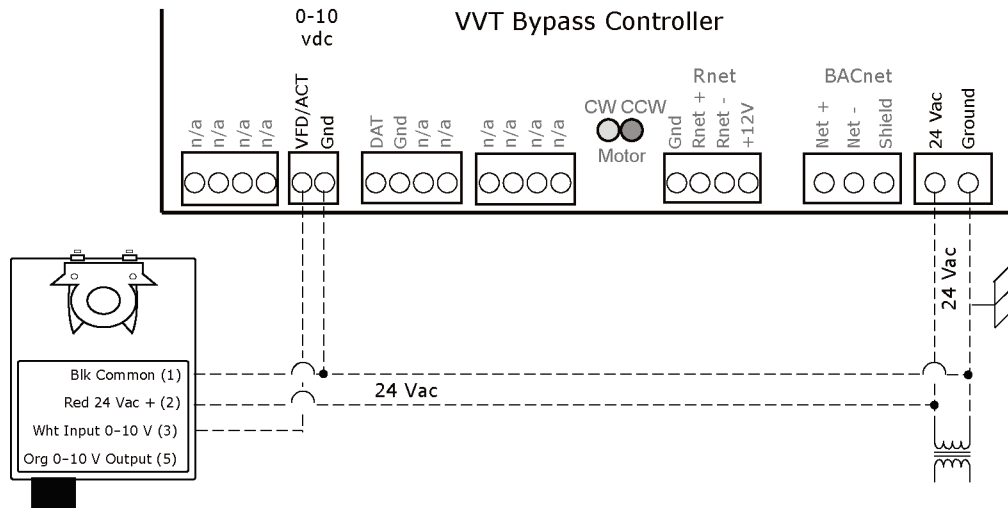 0-10
vdc
VVT Bypass Controller
n/a
n/a
n/a
n/a
VFD/ACT
Gnd
DAT
Gnd
n/a
n/a
n/a
n/a
n/a
n/a
CW CCW
Motor
Rnet
Gnd
Rnet +
Rnet -
+12V
BACnet
Net +
Net -
Shield
24 Vac
Ground
24 Vac
Blk Common (1)
Red 24 Vac + (2)
24 Vac
Wht Input 0-10 V (3)
Org 0-10 V Output (5)